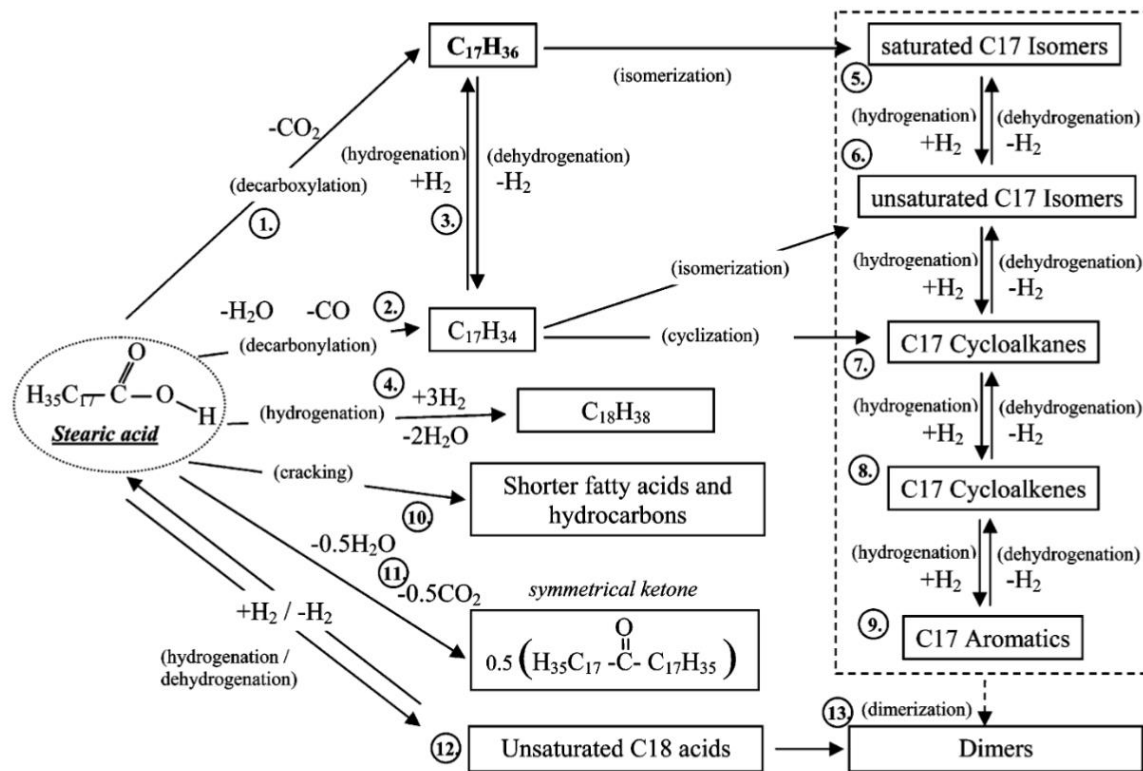 C₁₇H₃₆
saturated C17 Isomers
(isomerization)
5.
-CO₂
(hydrogenation)
+H₂
(dehydrogenation)
-H₂
(hydrogenation)
+H₂
(dehydrogenation)
-H₂
6.
(decarboxylation)
1.
3.
unsaturated C17 Isomers
(isomerization)
(hydrogenation)
+H₂
(dehydrogenation)
-H₂
-H₂O -CO
2.
(decarbonylation)
C₁₇H₃₄
(cyclization)
7.
C17 Cycloalkanes
O
H₃₅C₁₇ – C – O – H
Stearic acid
4.
(hydrogenation)
+3H₂
-2H₂O
C₁₈H₃₈
(hydrogenation)
+H₂
(dehydrogenation)
-H₂
(cracking)
10.
Shorter fatty acids and
hydrocarbons
8.
C17 Cycloalkenes
-0.5H₂O
11.
-0.5CO₂
(hydrogenation)
+H₂
(dehydrogenation)
-H₂
symmetrical ketone
O
0.5 (H₃₅C₁₇ -C- C₁₇H₃₅)
9.
C17 Aromatics
+H₂ / -H₂
(hydrogenation /
dehydrogenation)
12.
Unsaturated C18 acids
13.
(dimerization)
Dimers